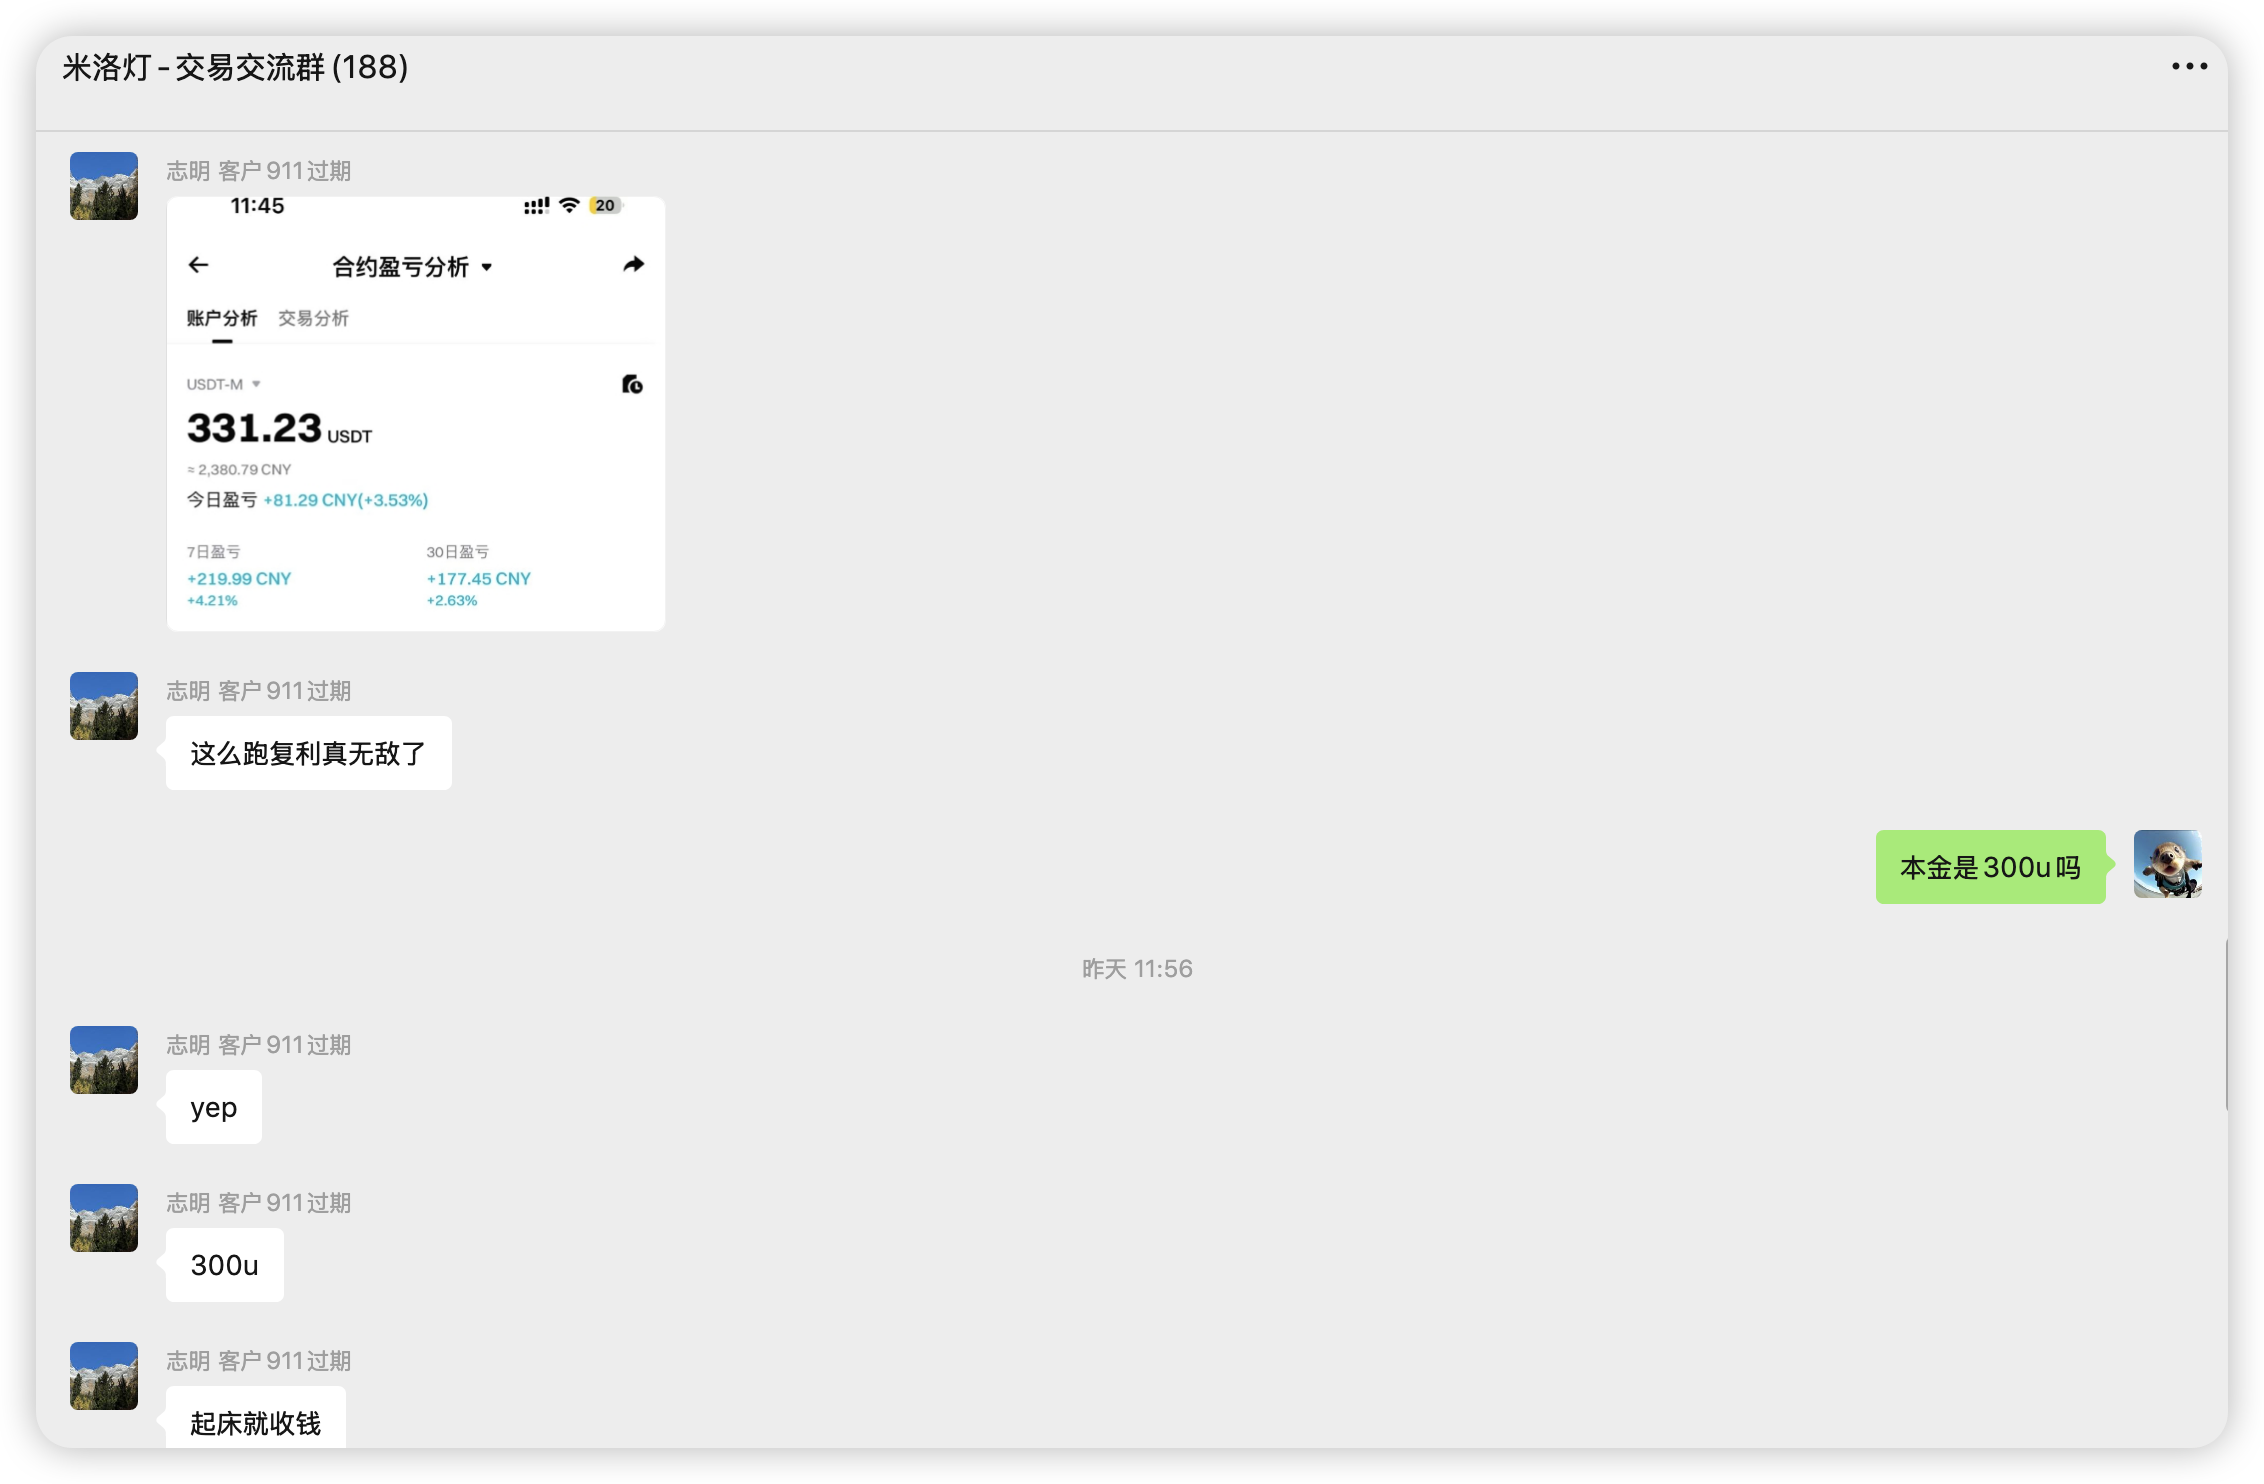 米洛灯-交易交流群(188)
志明 客户911过期
11:45
20
合约盈亏分析
账户分析 交易分析
USDT-M
331.23 USDT
≈ 2,380.79 CNY
今日盈亏 +81.29 CNY(+3.53%)
7日盈亏 30日盈亏
+219.99 CNY +177.45 CNY
+4.21% +2.63%
志明 客户911过期
这么跑复利真无敌了
本金是300u吗
昨天 11:56
志明 客户911过期
yep
志明 客户911过期
300u
志明 客户911过期
起床就收钱